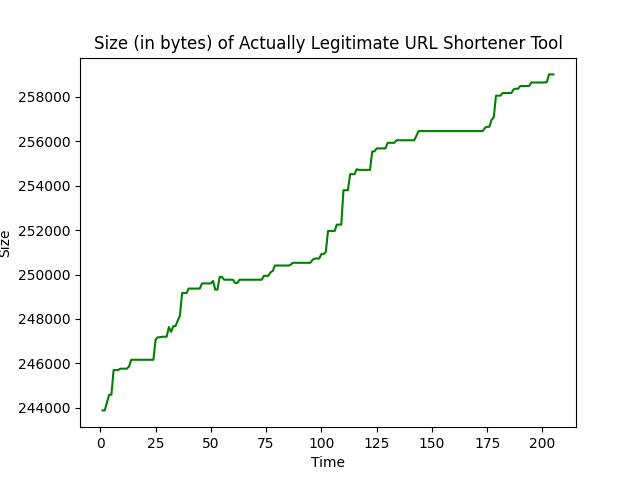 Size (in bytes) of Actually Legitimate URL Shortener Tool
258000
256000
254000
252000
250000
248000
246000
244000
Size
0 25 50 75 100 125 150 175 200
Time